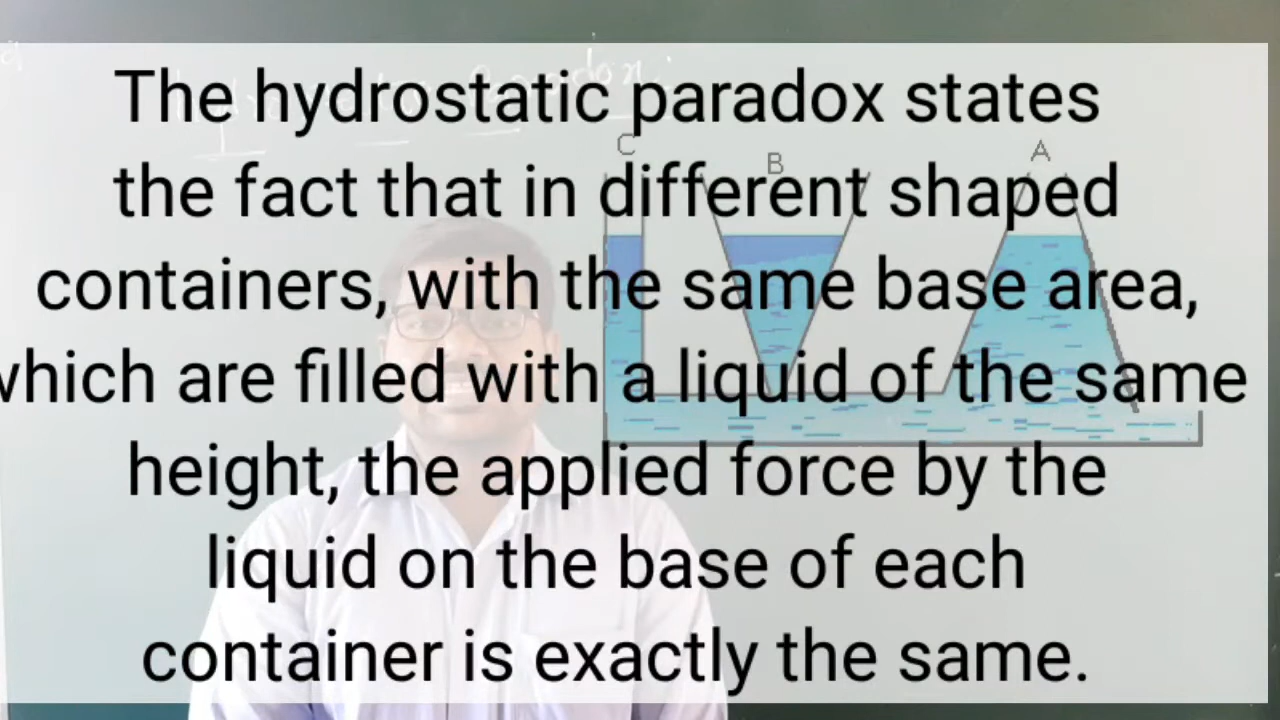 The hydrostatic paradox states
the fact that in different shaped
containers, with the same base area,
which are filled with a liquid of the same
height, the applied force by the
liquid on the base of each
container is exactly the same.
C
B
A